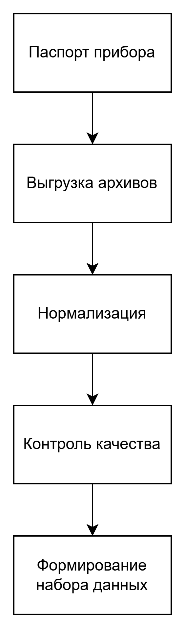 Паспорт прибора
Выгрузка архивов
Нормализация
Контроль качества
Формирование
набора данных